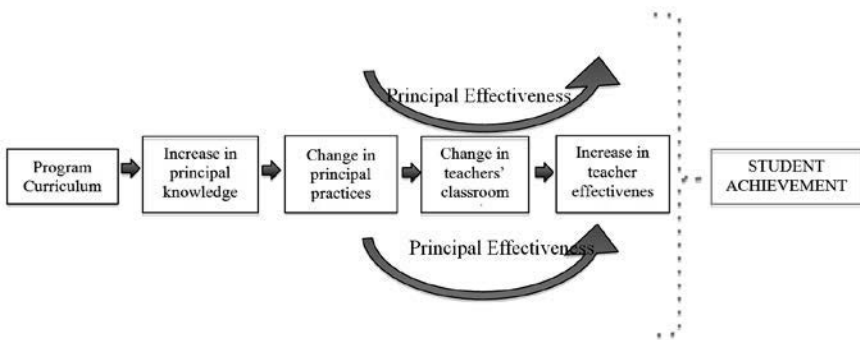 Principal Effectiveness
Program
Curriculum
Increase in
principal
knowledge
Change in
principal
practices
Change in
teachers'
classroom
Increase in
teacher
effectivenes
STUDENT
ACHIEVEMENT
Principal Effectiveness